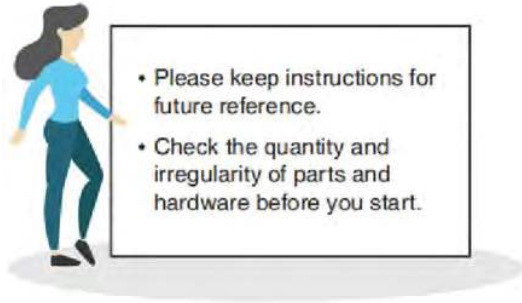 • Please keep instructions for
future reference.
• Check the quantity and
irregularity of parts and
hardware before you start.